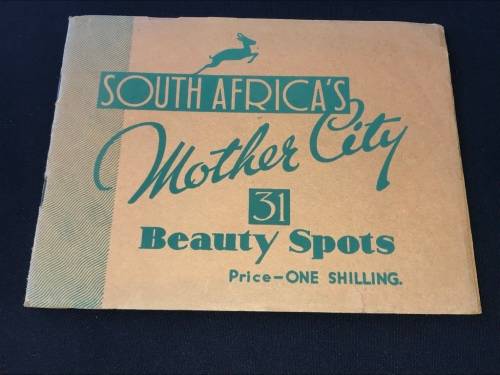 SOUTH AFRICA'S
Mother City
31
Beauty Spots
Price-ONE SHILLING.